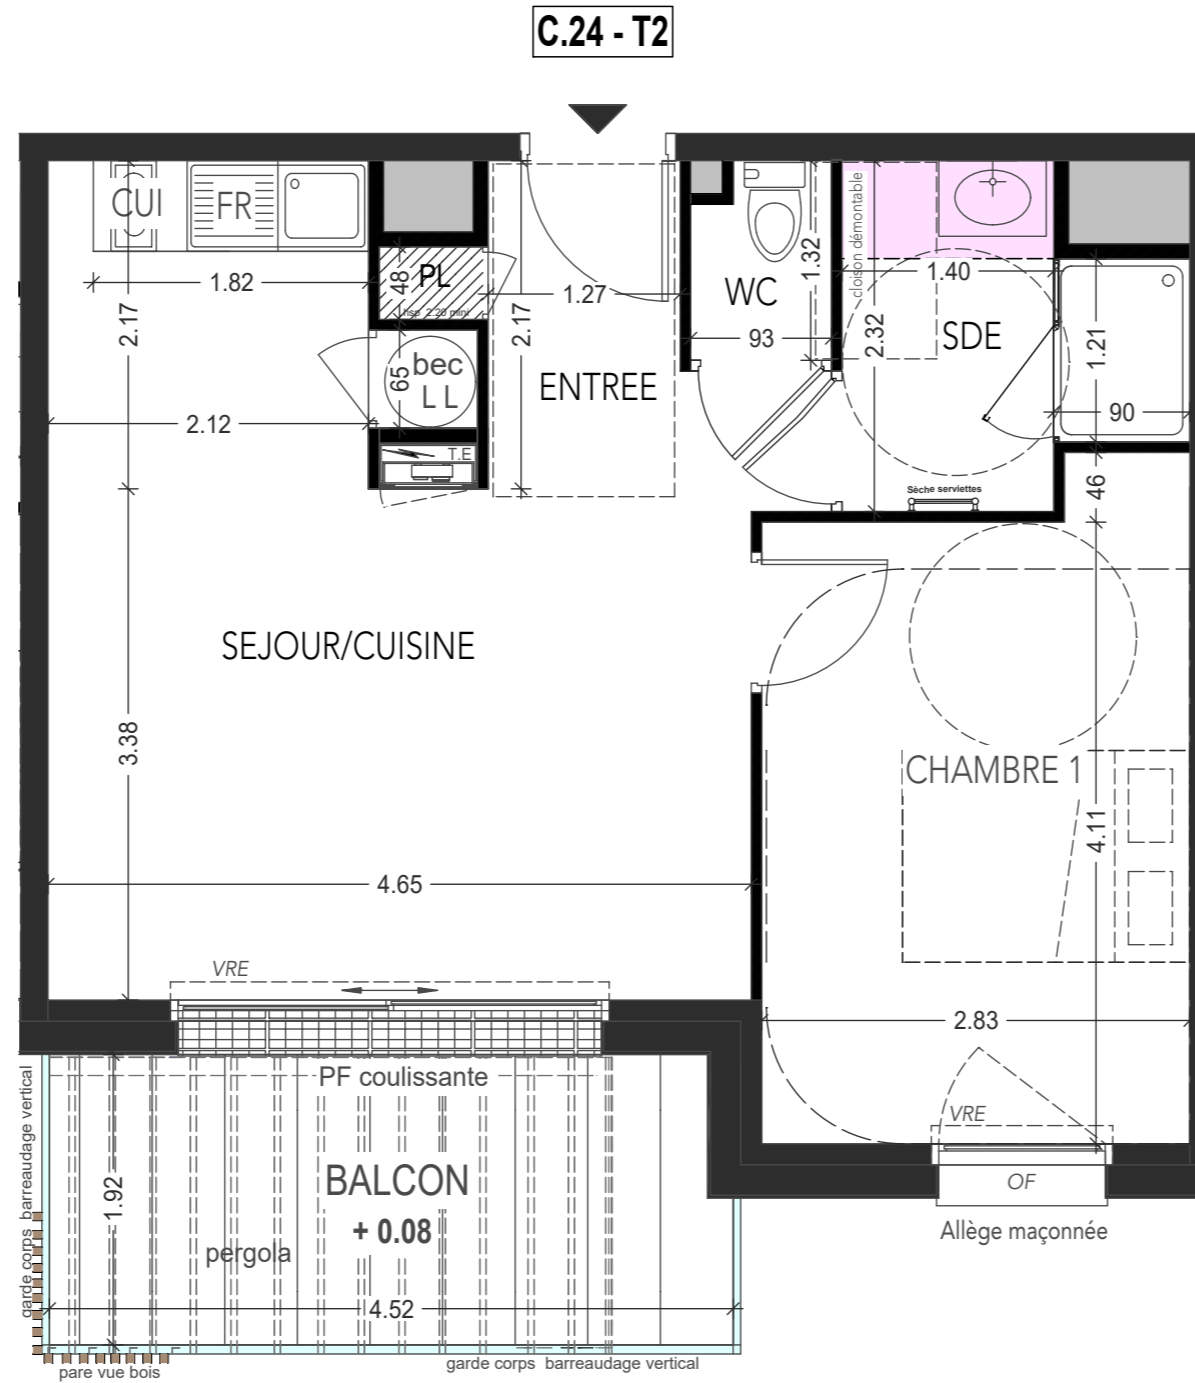 C.24 - T2
CUI
FR
PL
48
hsp 2.20 mini
1.82
2.17
1.27
2.17
65
bec
L L
2.12
T.E
ENTREE
WC
1.32
93
cloison démontable
1.40
2.32
SDE
1.21
90
Sèche serviettes
46
SEJOUR/CUISINE
3.38
CHAMBRE 1
4.11
4.65
2.83
VRE
PF coulissante
VRE
OF
Allège maçonnée
BALCON
+ 0.08
pergola
1.92
4.52
garde corps barreaudage vertical
pare vue bois
garde corps barreaudage vertical